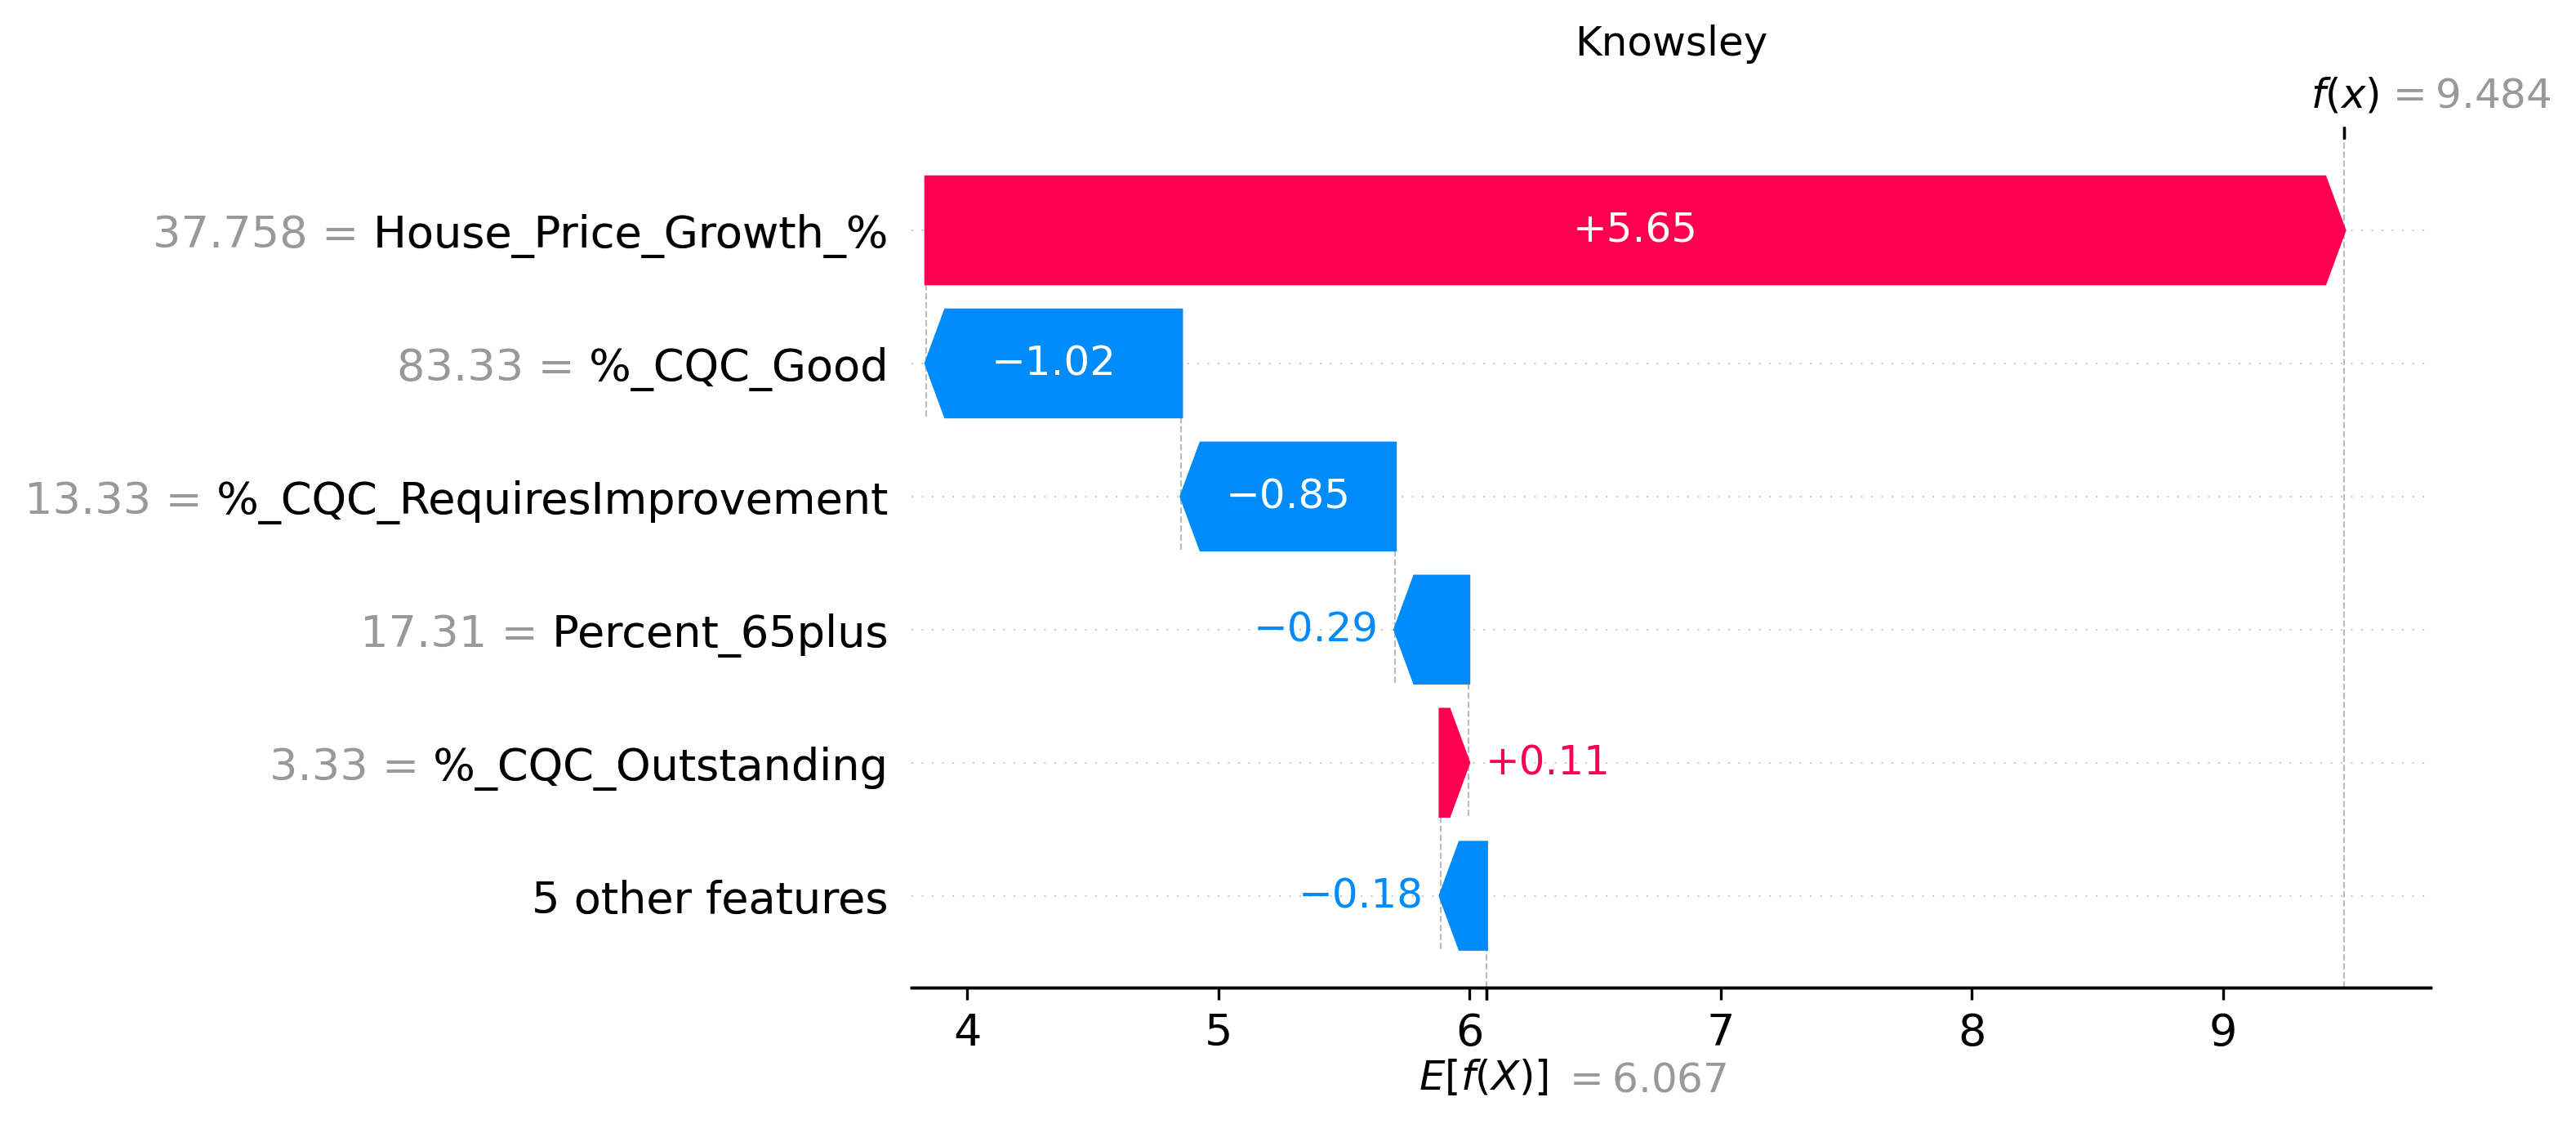 Knowsley
f(x) = 9.484
37.758 = House_Price_Growth_% +5.65
83.33 = %_CQC_Good −1.02
13.33 = %_CQC_RequiresImprovement −0.85
17.31 = Percent_65plus −0.29
3.33 = %_CQC_Outstanding +0.11
5 other features −0.18
4 5 6 7 8 9
E[f(X)] = 6.067